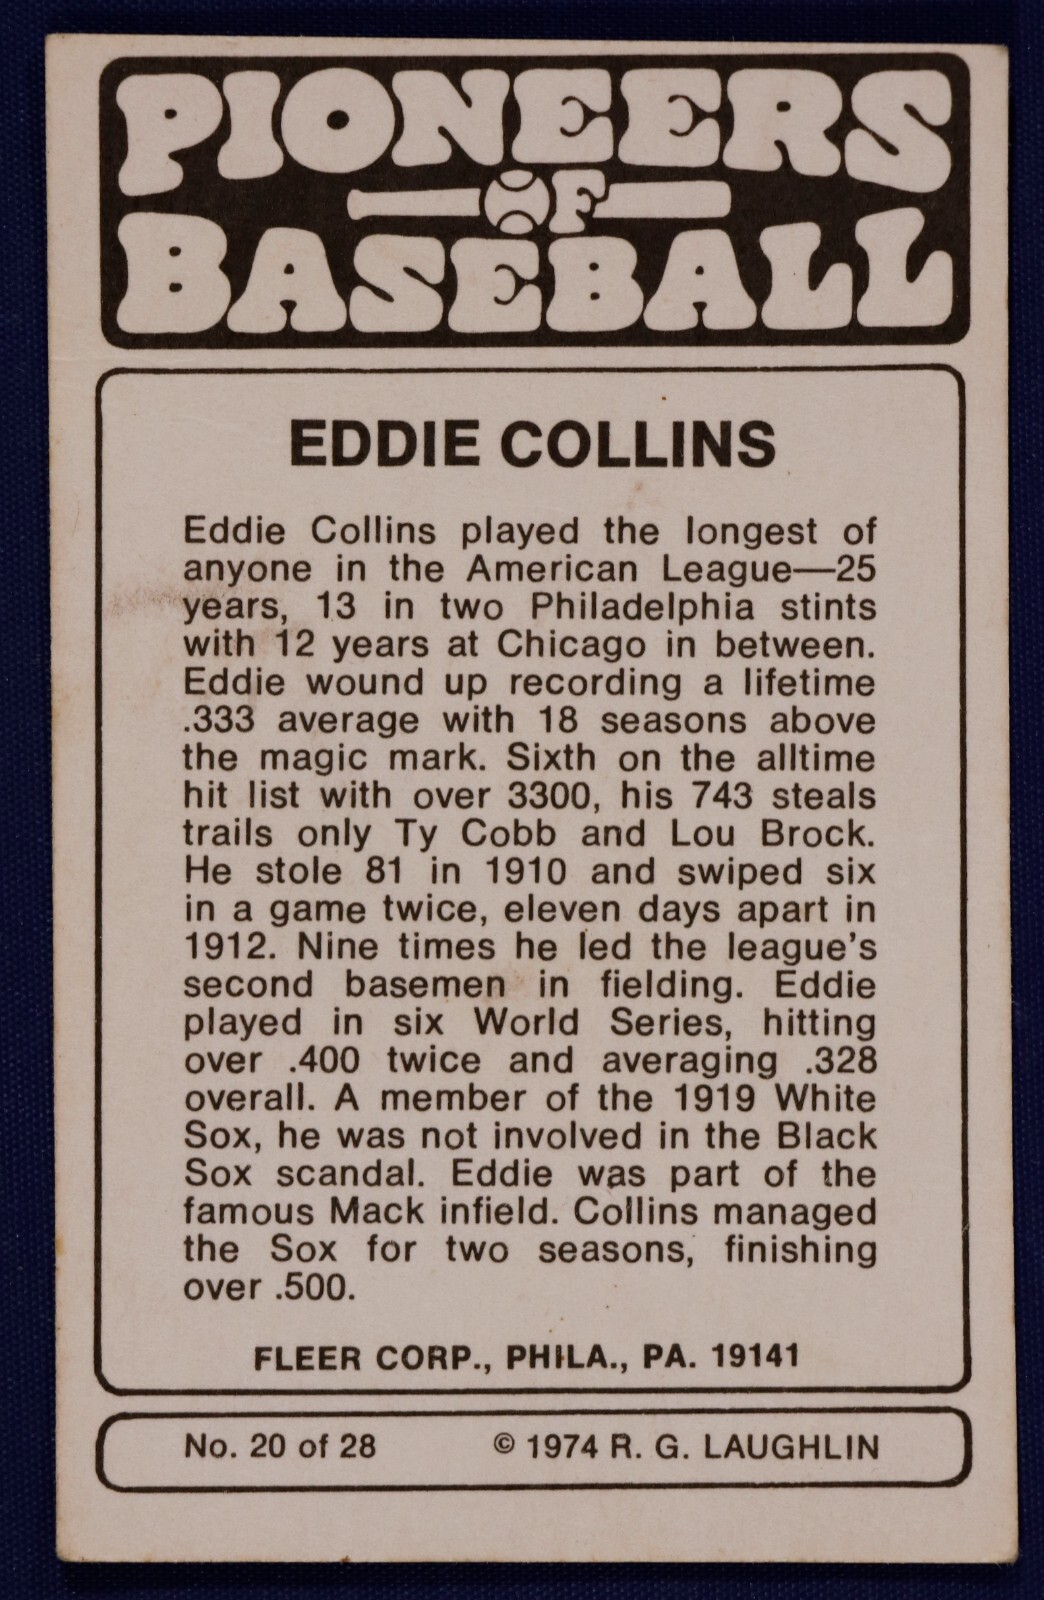 PIONEERS
OF
BASEBALL
EDDIE COLLINS
Eddie Collins played the longest of
anyone in the American League—25
years, 13 in two Philadelphia stints
with 12 years at Chicago in between.
Eddie wound up recording a lifetime
.333 average with 18 seasons above
the magic mark. Sixth on the alltime
hit list with over 3300, his 743 steals
trails only Ty Cobb and Lou Brock.
He stole 81 in 1910 and swiped six
in a game twice, eleven days apart in
1912. Nine times he led the league's
second basemen in fielding. Eddie
played in six World Series, hitting
over .400 twice and averaging .328
overall. A member of the 1919 White
Sox, he was not involved in the Black
Sox scandal. Eddie was part of the
famous Mack infield. Collins managed
the Sox for two seasons, finishing
over .500.
FLEER CORP., PHILA., PA. 19141
No. 20 of 28 © 1974 R. G. LAUGHLIN